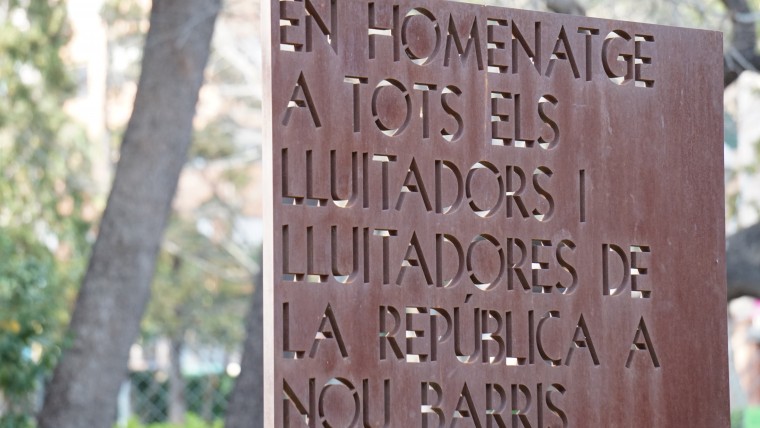 EN HOMENATGE
A TOTS ELS
LLUITADORS I
LLUITADORES DE
LA REPÚBLICA A
NOU BARRIS